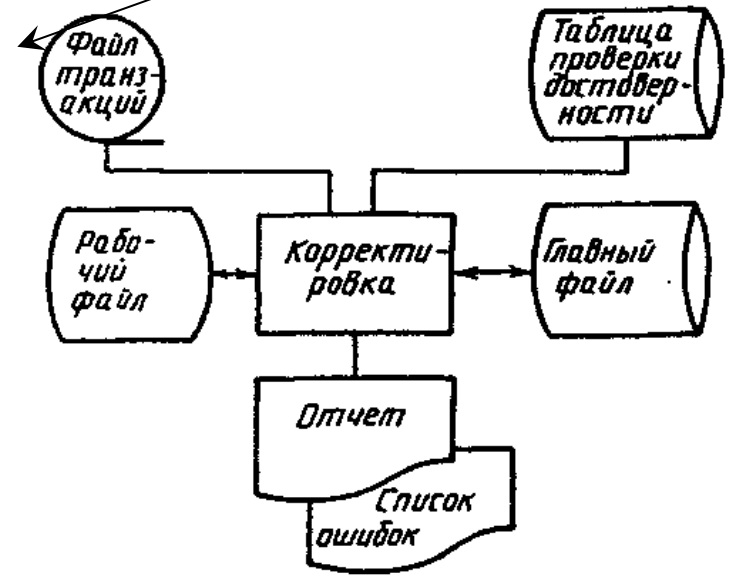 Файл
транз-
акций
Таблица
проверки
достовер-
ности
Рабо-
чий
файл
Корректи-
ровка
Главный
файл
Отчет
Список
ошибок